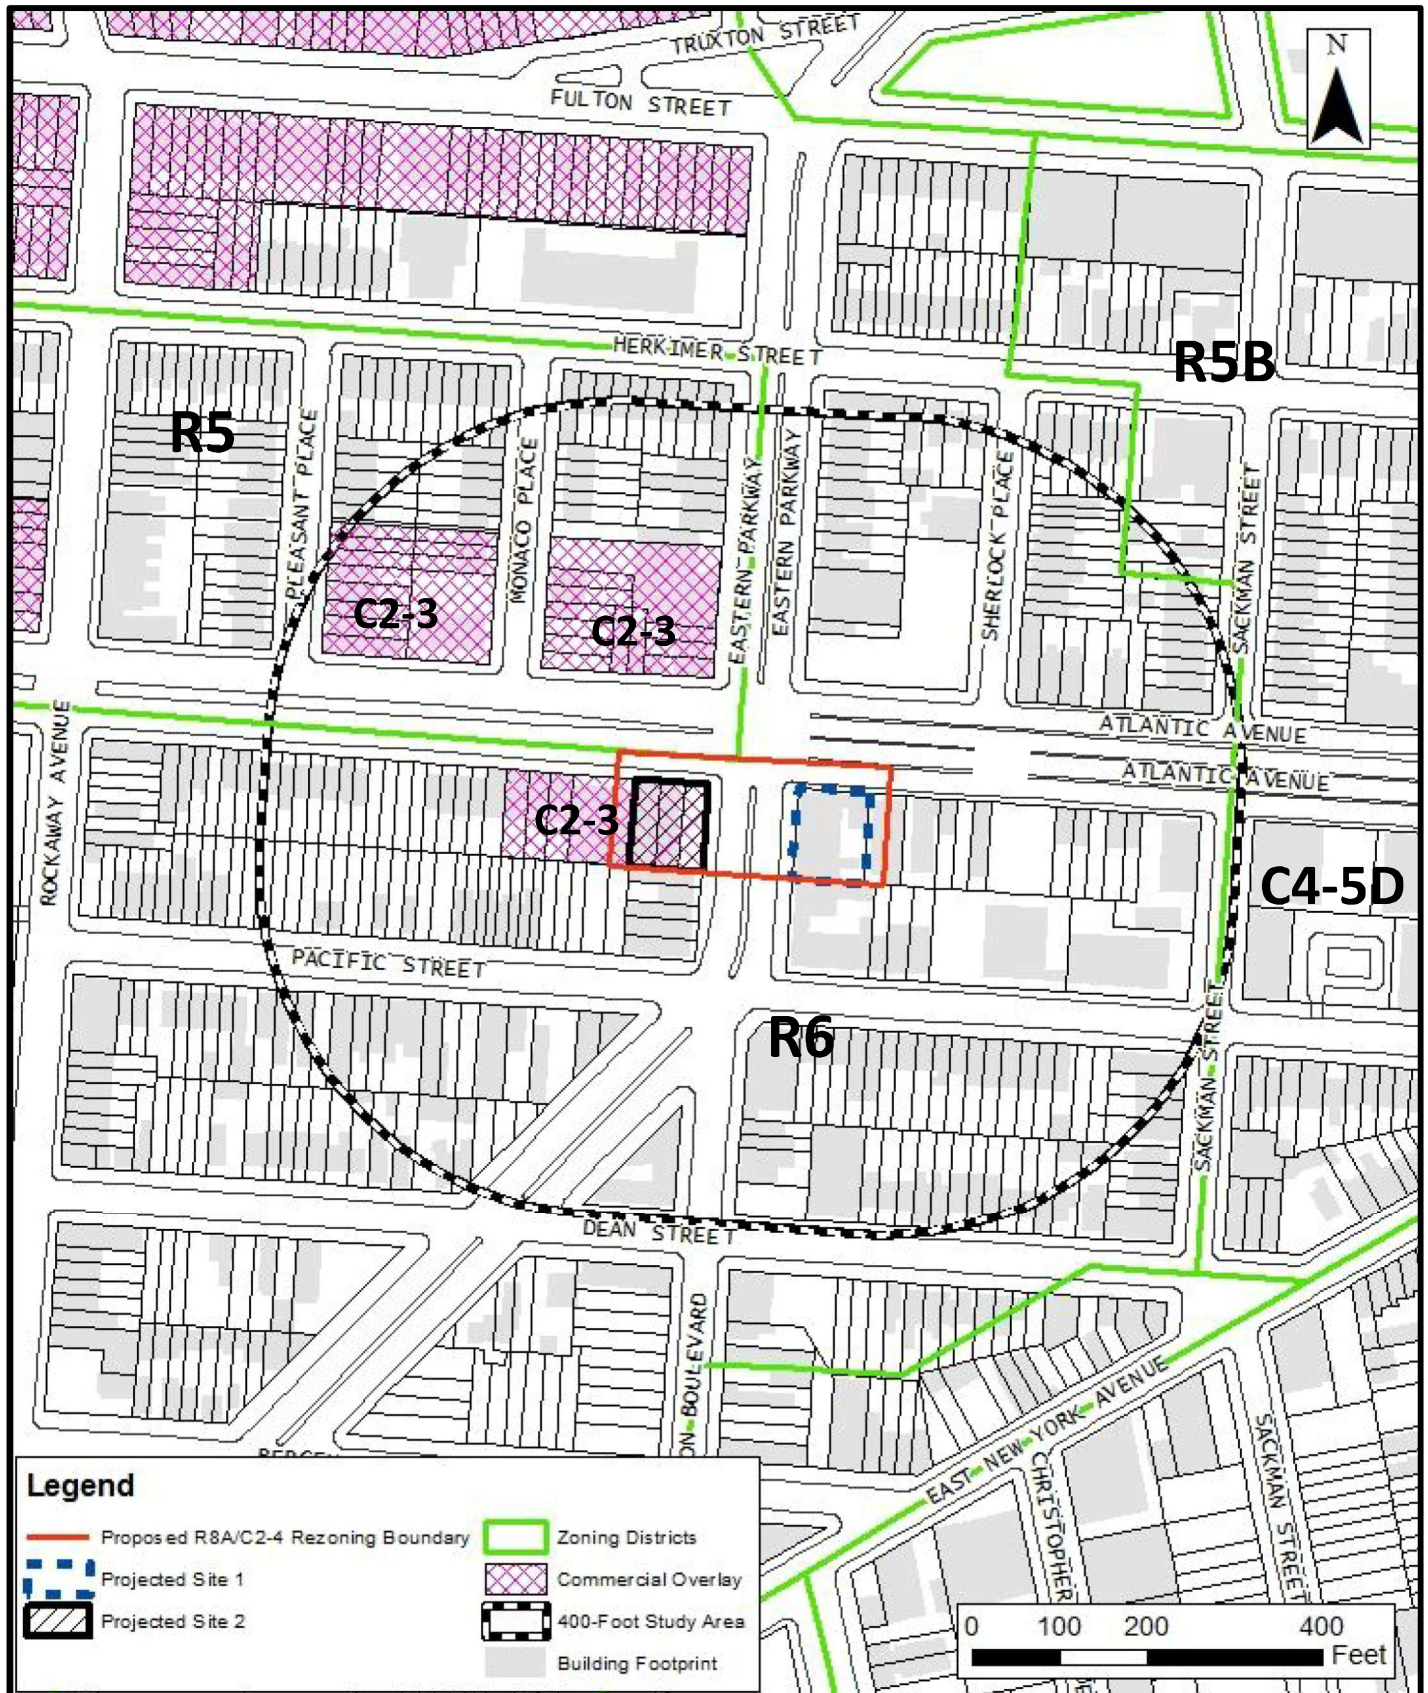 TRUXTON STREET
N
FULTON STREET
HERKIMER STREET
R5B
R5
PLEASANT PLACE
MONACO PLACE
EASTERN PARKWAY
EASTERN PARKWAY
SHERLOCK PLACE
SACKMAN STREET
C2-3
C2-3
ROCKAWAY AVENUE
ATLANTIC AVENUE
ATLANTIC AVENUE
C2-3
C4-5D
PACIFIC STREET
R6
SACKMAN STREET
DEAN STREET
ON BOULEVARD
EAST NEW YORK AVENUE
CHRISTOPHER
SACKMAN STREET
Legend
Proposed R8A/C2-4 Rezoning Boundary
Projected Site 1
Projected Site 2
Zoning Districts
Commercial Overlay
400-Foot Study Area
Building Footprint
0 100 200 400
Feet